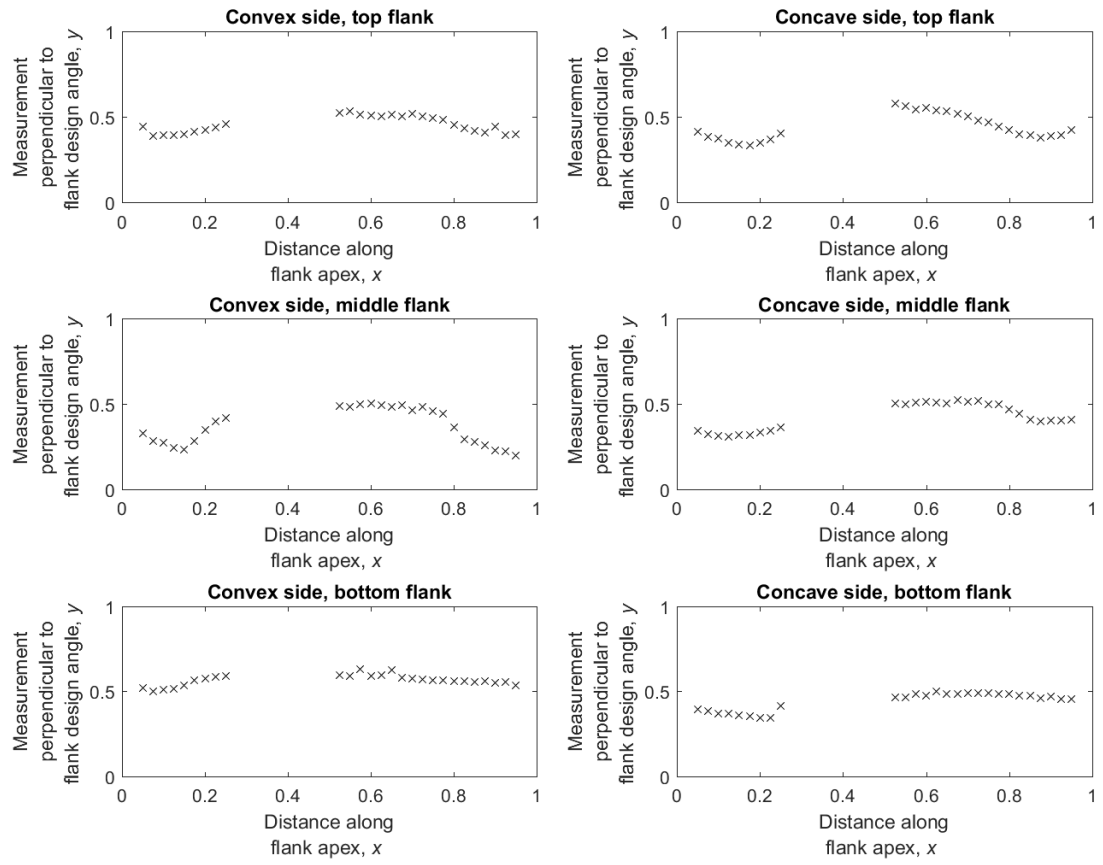 Convex side, top flank
Measurement
perpendicular to
flank design angle, y
1
0.5
0
0 0.2 0.4 0.6 0.8 1
Distance along
flank apex, x
Concave side, top flank
Measurement
perpendicular to
flank design angle, y
1
0.5
0
0 0.2 0.4 0.6 0.8 1
Distance along
flank apex, x
Convex side, middle flank
Measurement
perpendicular to
flank design angle, y
1
0.5
0
0 0.2 0.4 0.6 0.8 1
Distance along
flank apex, x
Concave side, middle flank
Measurement
perpendicular to
flank design angle, y
1
0.5
0
0 0.2 0.4 0.6 0.8 1
Distance along
flank apex, x
Convex side, bottom flank
Measurement
perpendicular to
flank design angle, y
1
0.5
0
0 0.2 0.4 0.6 0.8 1
Distance along
flank apex, x
Concave side, bottom flank
Measurement
perpendicular to
flank design angle, y
1
0.5
0
0 0.2 0.4 0.6 0.8 1
Distance along
flank apex, x